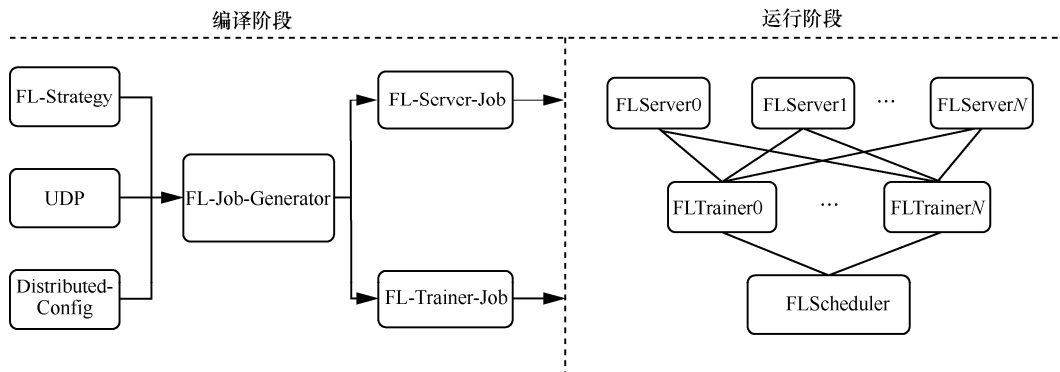 编译阶段
运行阶段
FL-Strategy
UDP
Distributed-
Config
FL-Job-Generator
FL-Server-Job
FL-Trainer-Job
FLServer0
FLServer1
...
FLServerN
FLTrainer0
...
FLTrainerN
FLScheduler